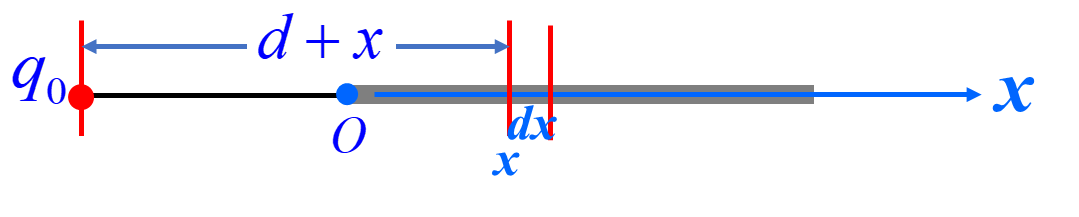 d + x
q₀
x
O
dx
x